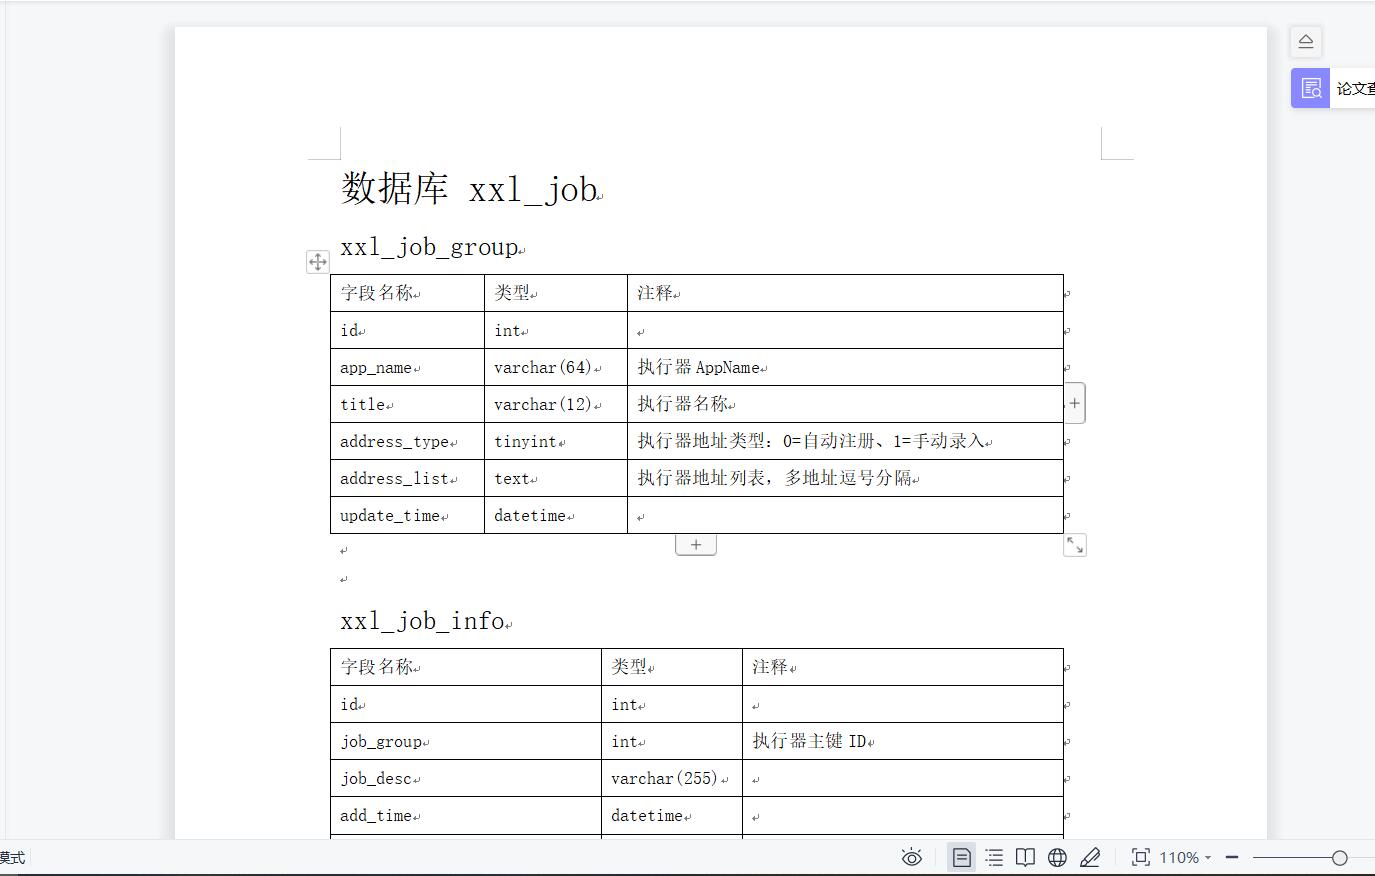 论文查
数据库 xxl_job
xxl_job_group
字段名称 类型 注释
id int
app_name varchar(64) 执行器 AppName
title varchar(12) 执行器名称
address_type tinyint 执行器地址类型：0=自动注册、1=手动录入
address_list text 执行器地址列表，多地址逗号分隔
update_time datetime
xxl_job_info
字段名称 类型 注释
id int
job_group int 执行器主键 ID
job_desc varchar(255)
add_time datetime
模式 110%